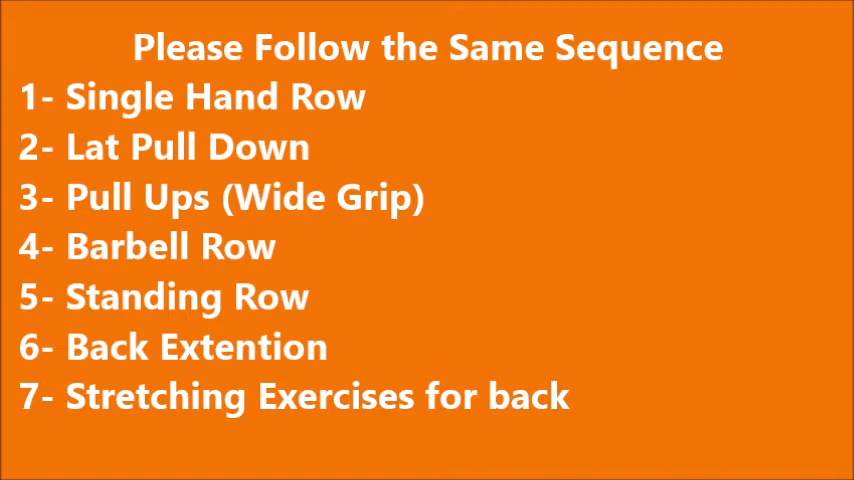 Please Follow the Same Sequence
1- Single Hand Row
2- Lat Pull Down
3- Pull Ups (Wide Grip)
4- Barbell Row
5- Standing Row
6- Back Extention
7- Stretching Exercises for back